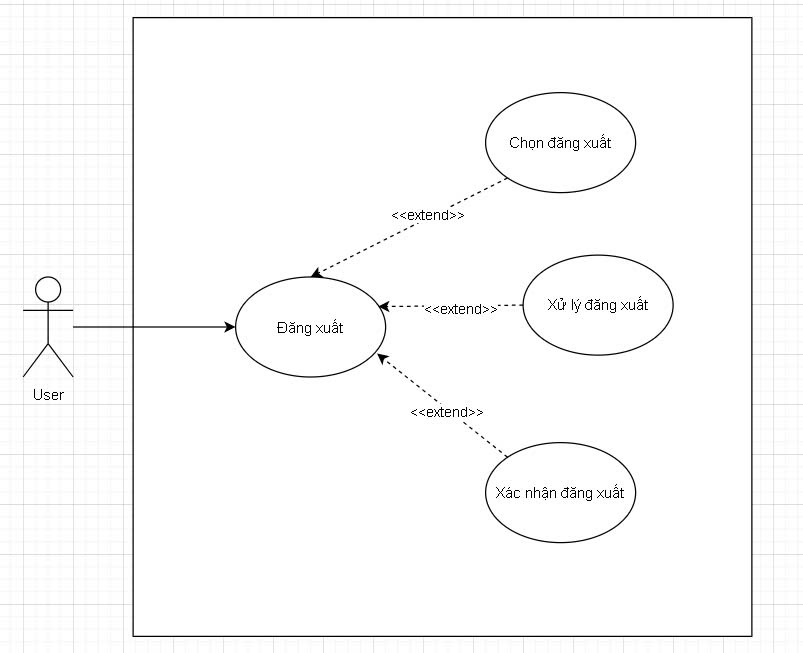 Chọn đăng xuất
<<extend>>
Xử lý đăng xuất
<<extend>>
Đăng xuất
User
<<extend>>
Xác nhận đăng xuất